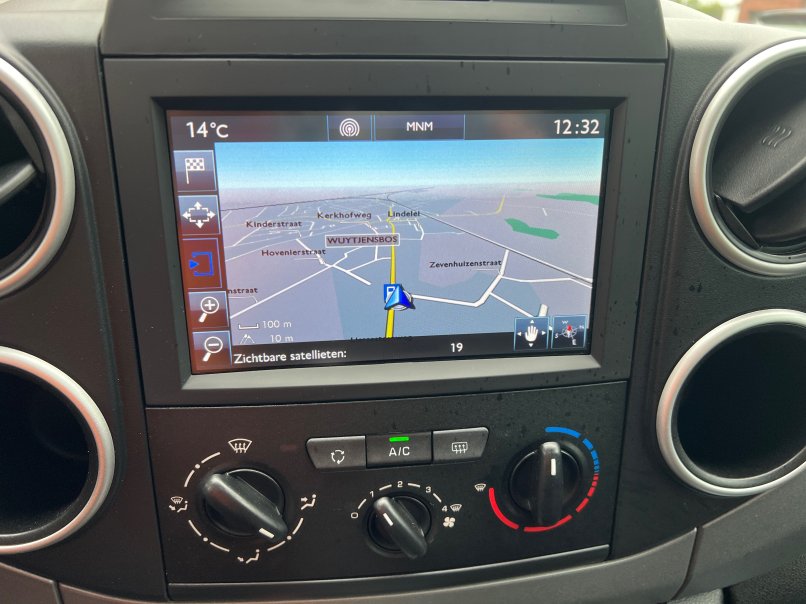 14°C MNM 12:32
Kerkhofweg Lindelei
Kinderstraat
WUYTJENSBOS
Hovenierstraat
Zevenhuizenstraat
nstraat
100 m
10 m
W N
S E
Zichtbare satellieten: 19
A/C
0 1 2 3 4